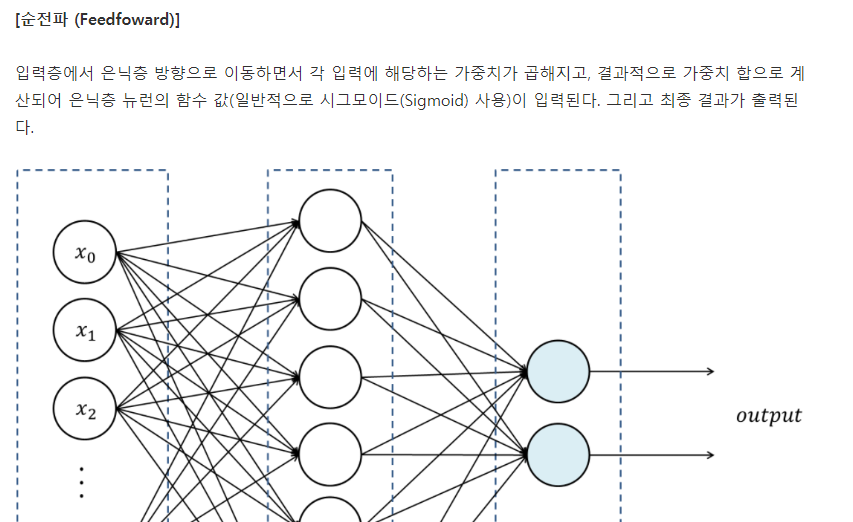 [순전파 (Feedfoward)]
입력층에서 은닉층 방향으로 이동하면서 각 입력에 해당하는 가중치가 곱해지고, 결과적으로 가중치 합으로 계
산되어 은닉층 뉴런의 함수 값(일반적으로 시그모이드(Sigmoid) 사용)이 입력된다. 그리고 최종 결과가 출력된
다.
x₀
x₁
x₂
⋮
output